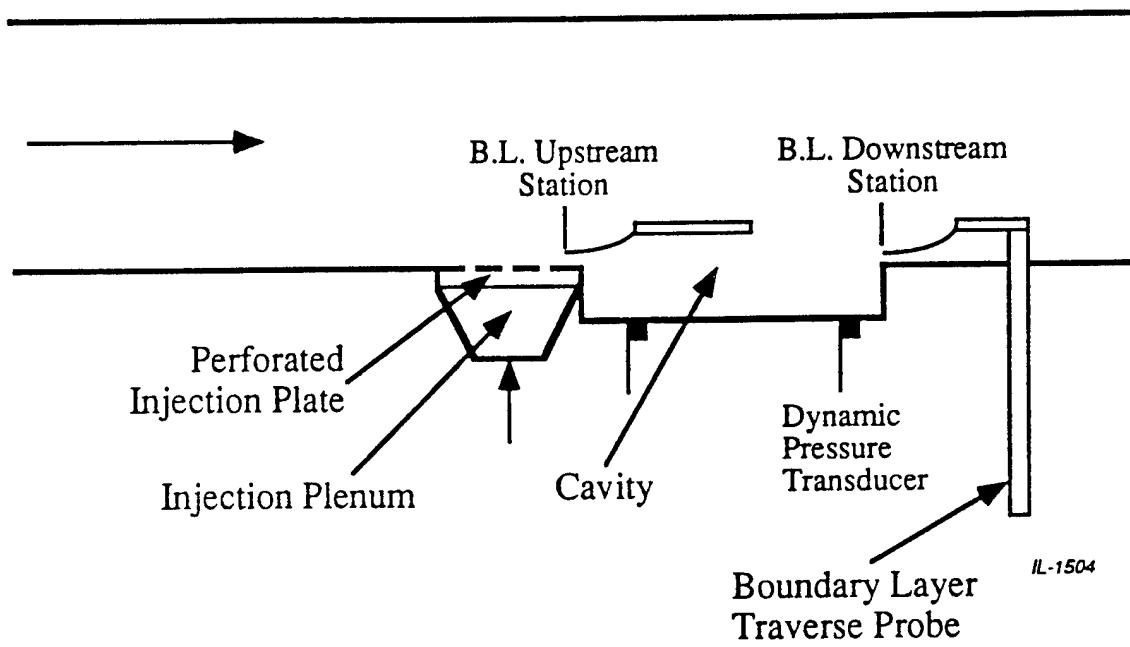 B.L. Upstream
Station
B.L. Downstream
Station
Perforated
Injection Plate
Injection Plenum
Cavity
Dynamic
Pressure
Transducer
Boundary Layer
Traverse Probe
IL-1504